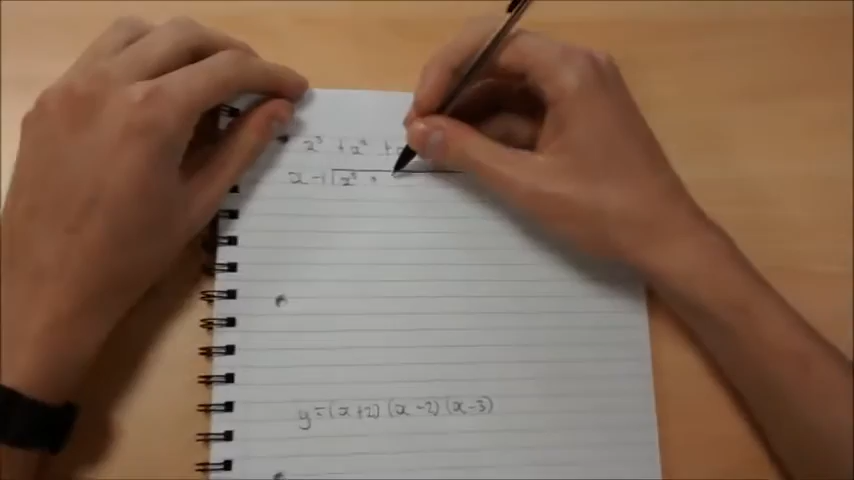 x³ + x²
x - 1 x³
y = (x+2) (x-2) (x-3)